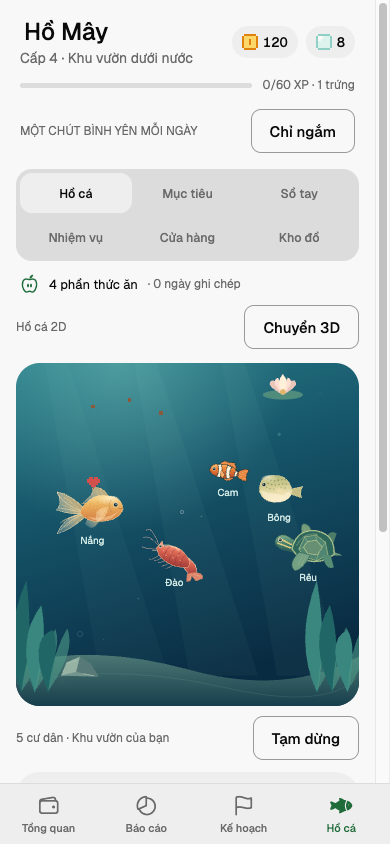 Hồ Mây
120
8
Cấp 4 · Khu vườn dưới nước
0/60 XP · 1 trứng
MỘT CHÚT BÌNH YÊN MỖI NGÀY
Chỉ ngắm
Hồ cá
Mục tiêu
Sổ tay
Nhiệm vụ
Cửa hàng
Kho đồ
4 phần thức ăn · 0 ngày ghi chép
Hồ cá 2D
Chuyển 3D
Cam
Bông
Nắng
Đào
Rêu
5 cư dân · Khu vườn của bạn
Tạm dừng
Tổng quan
Báo cáo
Kế hoạch
Hồ cá